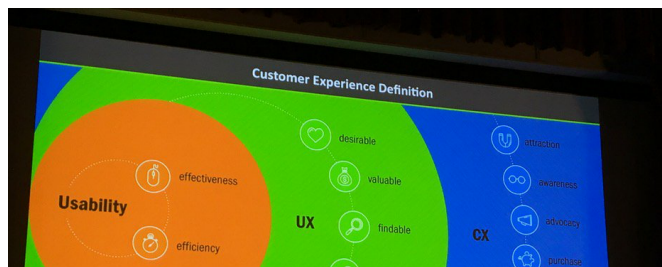 Customer Experience Definition
Usability
effectiveness
efficiency
UX
desirable
valuable
findable
CX
attraction
awareness
advocacy
purchase